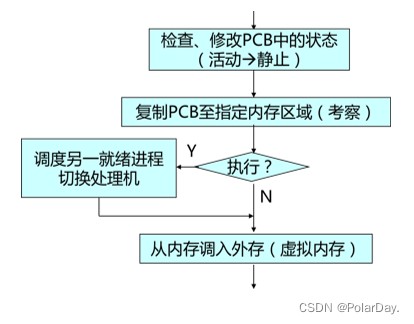 检查、修改PCB中的状态
（活动→静止）
复制PCB至指定内存区域（考察）
执行？
Y
调度另一就绪进程
切换处理机
N
从内存调入外存（虚拟内存）
CSDN @PolarDay.